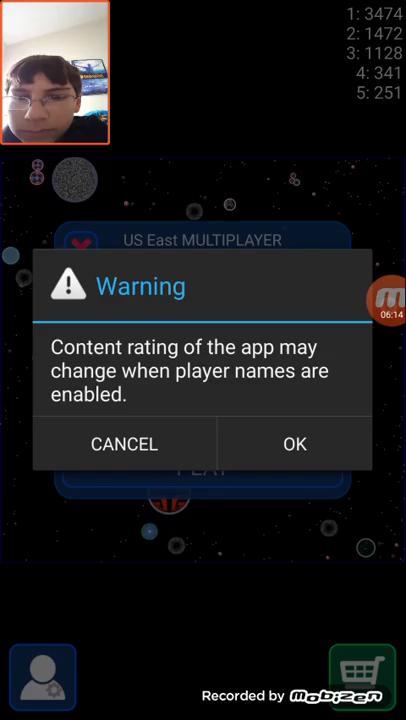 1: 3474
2: 1472
3: 1128
4: 341
5: 251
US East MULTIPLAYER
Warning
06:14
Content rating of the app may
change when player names are
enabled.
CANCEL
OK
PLAY
Recorded by Mobizen